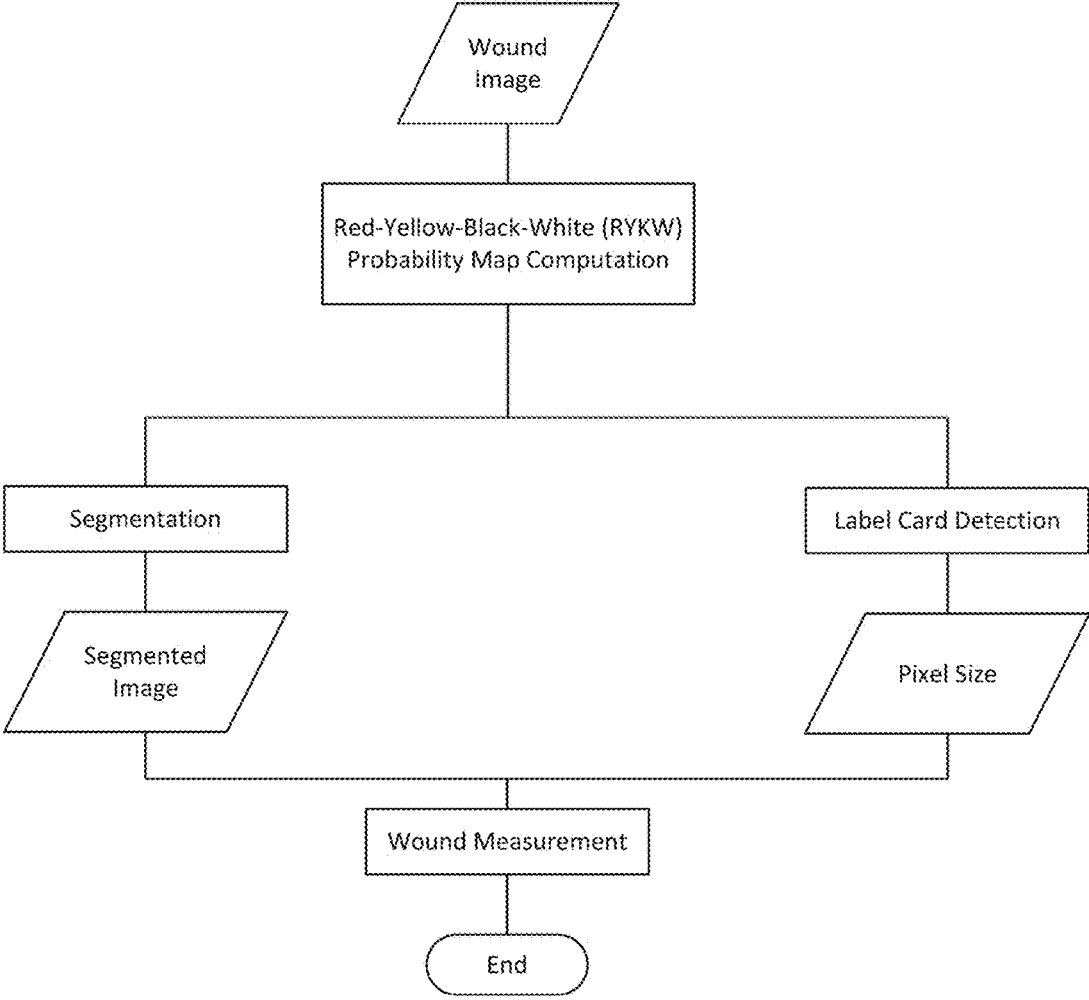 Wound
Image
Red-Yellow-Black-White (RYKW)
Probability Map Computation
Segmentation
Label Card Detection
Segmented
Image
Pixel Size
Wound Measurement
End